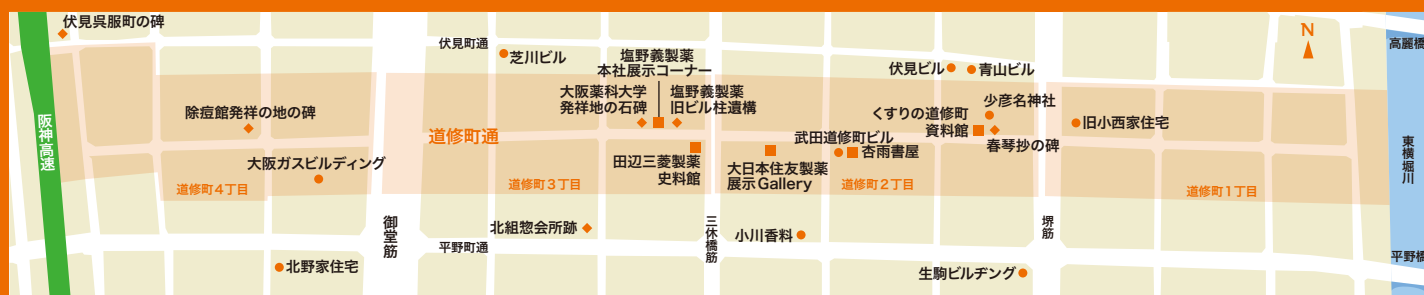 伏見呉服町の碑
阪神高速
除痘館発祥の地の碑
大阪ガスビルディング
道修町4丁目
北野家住宅
御堂筋
伏見町通
道修町通
平野町通
芝川ビル
塩野義製薬
本社展示コーナー
大阪薬科大学
発祥地の石碑
塩野義製薬
旧ビル柱遺構
田辺三菱製薬
史料館
道修町3丁目
北組惣会所跡
三休橋筋
大日本住友製薬
展示Gallery
武田道修町ビル
杏雨書屋
道修町2丁目
小川香料
伏見ビル
青山ビル
くすりの道修町
資料館
少彦名神社
春琴抄の碑
堺筋
生駒ビルヂング
旧小西家住宅
道修町1丁目
N
高麗橋
東横堀川
平野橋